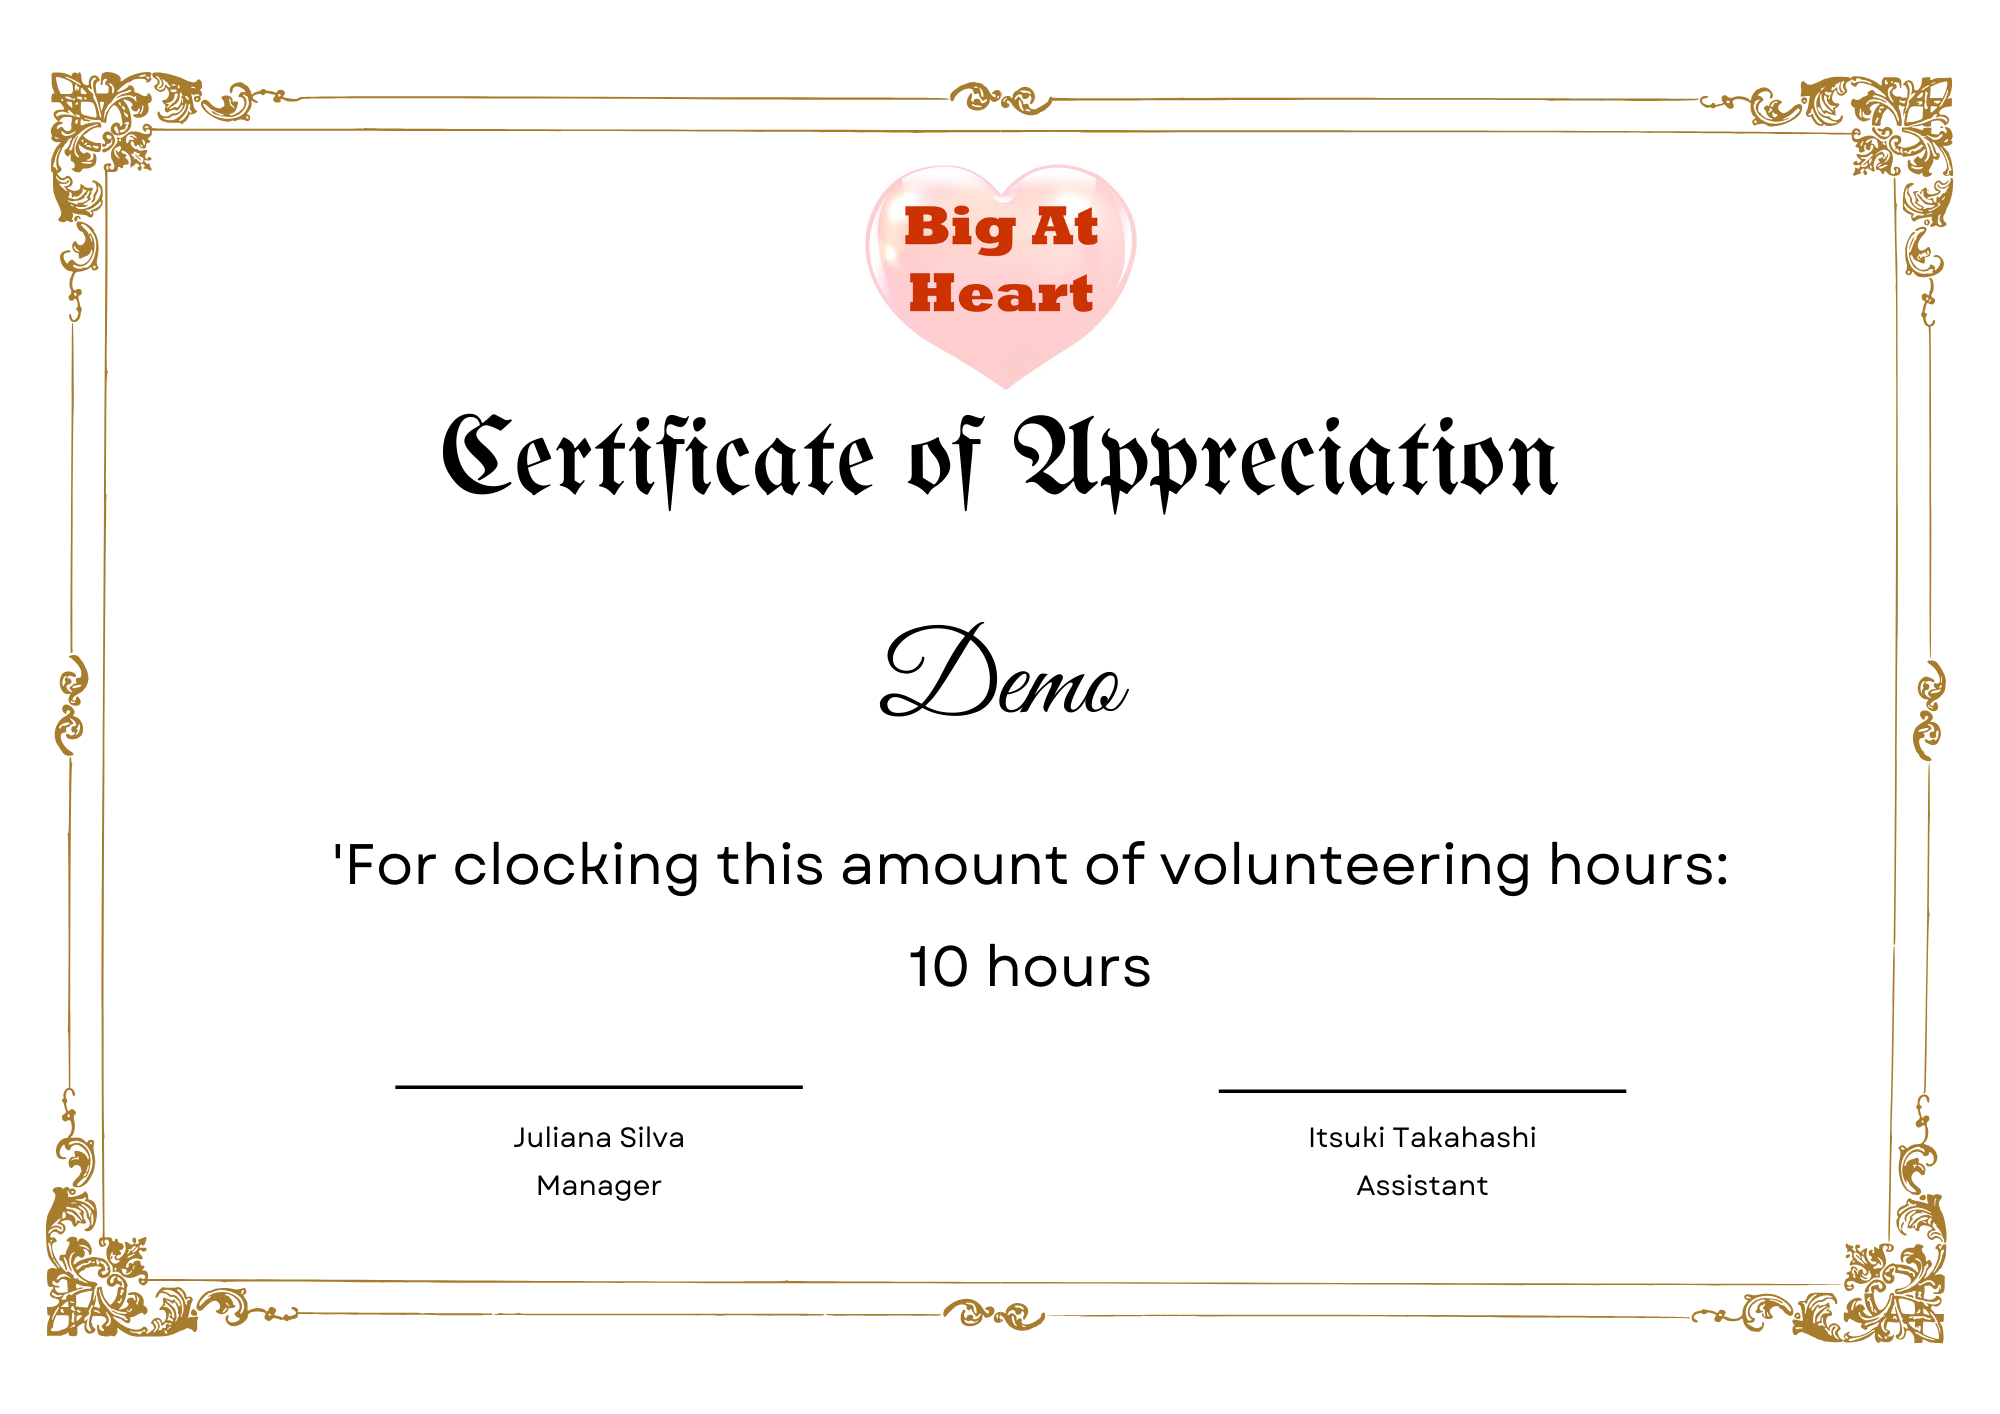 Big At
Heart
Certificate of Appreciation
Demo
'For clocking this amount of volunteering hours:
10 hours
Juliana Silva
Manager
Itsuki Takahashi
Assistant